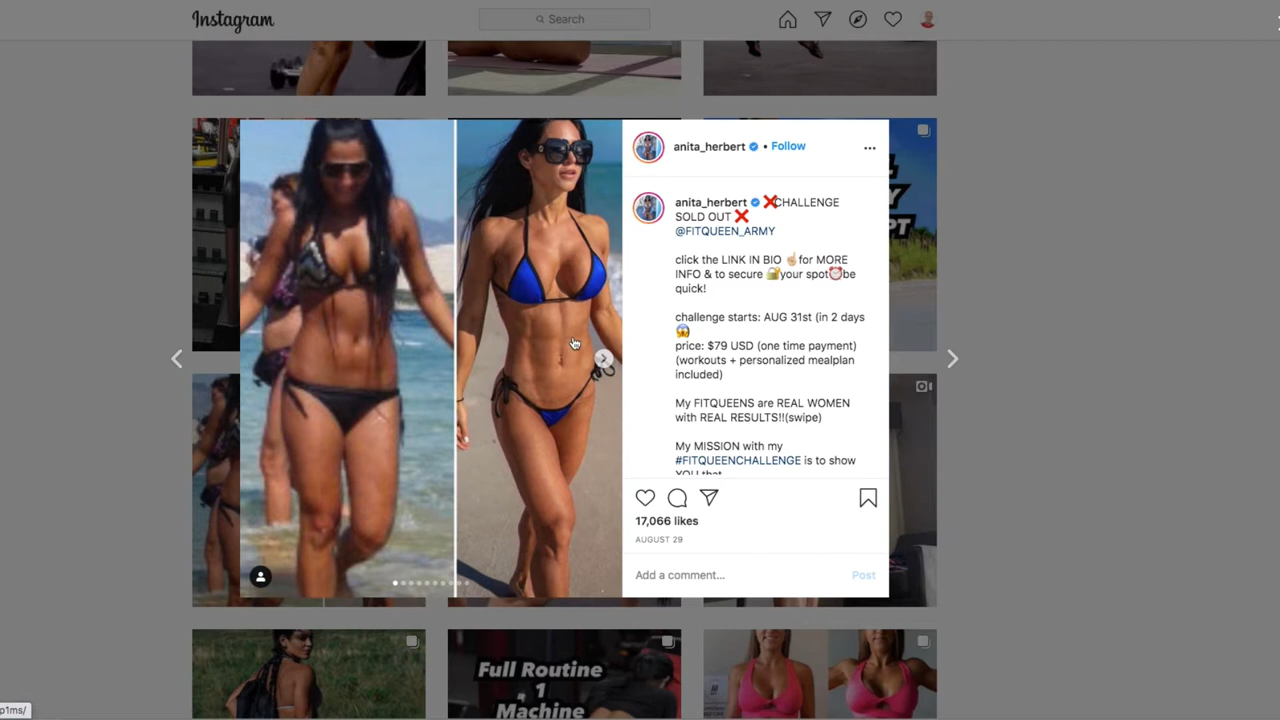 Instagram
Search
anita_herbert • Follow
anita_herbert ❌CHALLENGE
SOLD OUT ❌
@FITQUEEN_ARMY
click the LINK IN BIO ☝🏼for MORE
INFO & to secure 🔐your spot⏰be
quick!
challenge starts: AUG 31st (in 2 days
😱
price: $79 USD (one time payment)
(workouts + personalized mealplan
included)
My FITQUEENS are REAL WOMEN
with REAL RESULTS!!(swipe)
My MISSION with my
#FITQUEENCHALLENGE is to show
YOU that
17,066 likes
AUGUST 29
Add a comment... Post
Full Routine
1
Machine
p1ms/